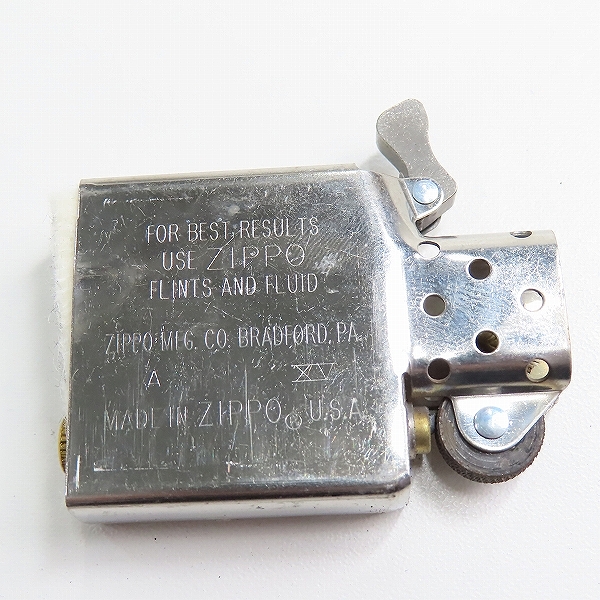 FOR BEST RESULTS
USE ZIPPO
FLINTS AND FLUID
ZIPPO MFG. CO. BRADFORD, PA.
A XV
MADE IN ZIPPO® U.S.A.